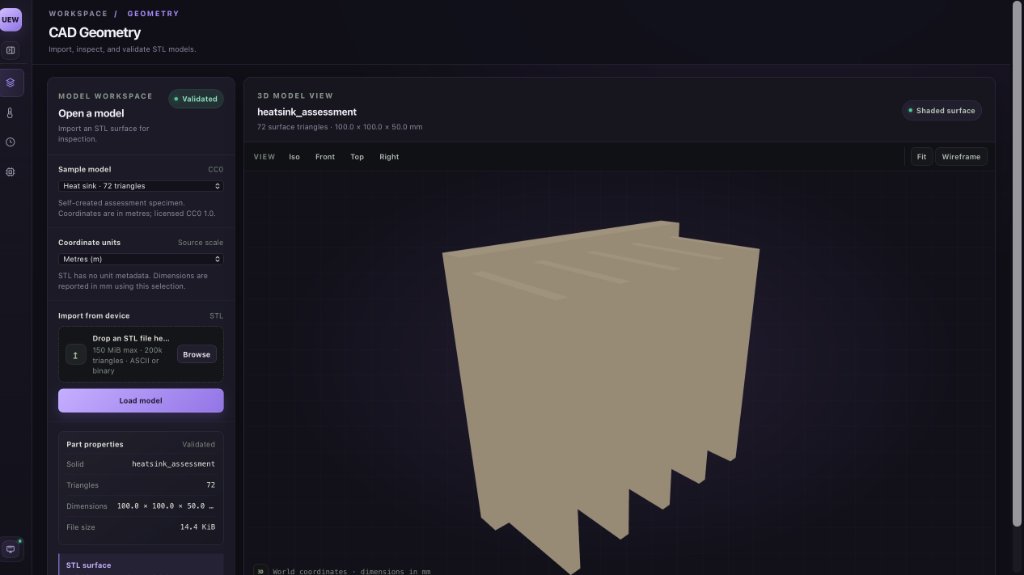 UEW
WORKSPACE / GEOMETRY
CAD Geometry
Import, inspect, and validate STL models.
MODEL WORKSPACE
Validated
Open a model
Import an STL surface for
inspection.
Sample model CC0
Heat sink · 72 triangles
Self-created assessment specimen.
Coordinates are in metres; licensed CC0 1.0.
Coordinate units Source scale
Metres (m)
STL has no unit metadata. Dimensions are
reported in mm using this selection.
Import from device STL
Drop an STL file he...
150 MiB max · 200k
triangles · ASCII or
binary
Browse
Load model
Part properties Validated
Solid heatsink_assessment
Triangles 72
Dimensions 100.0 × 100.0 × 50.0 …
File size 14.4 KiB
STL surface
3D MODEL VIEW
heatsink_assessment
72 surface triangles · 100.0 × 100.0 × 50.0 mm
Shaded surface
VIEW Iso Front Top Right
Fit Wireframe
3D World coordinates · dimensions in mm